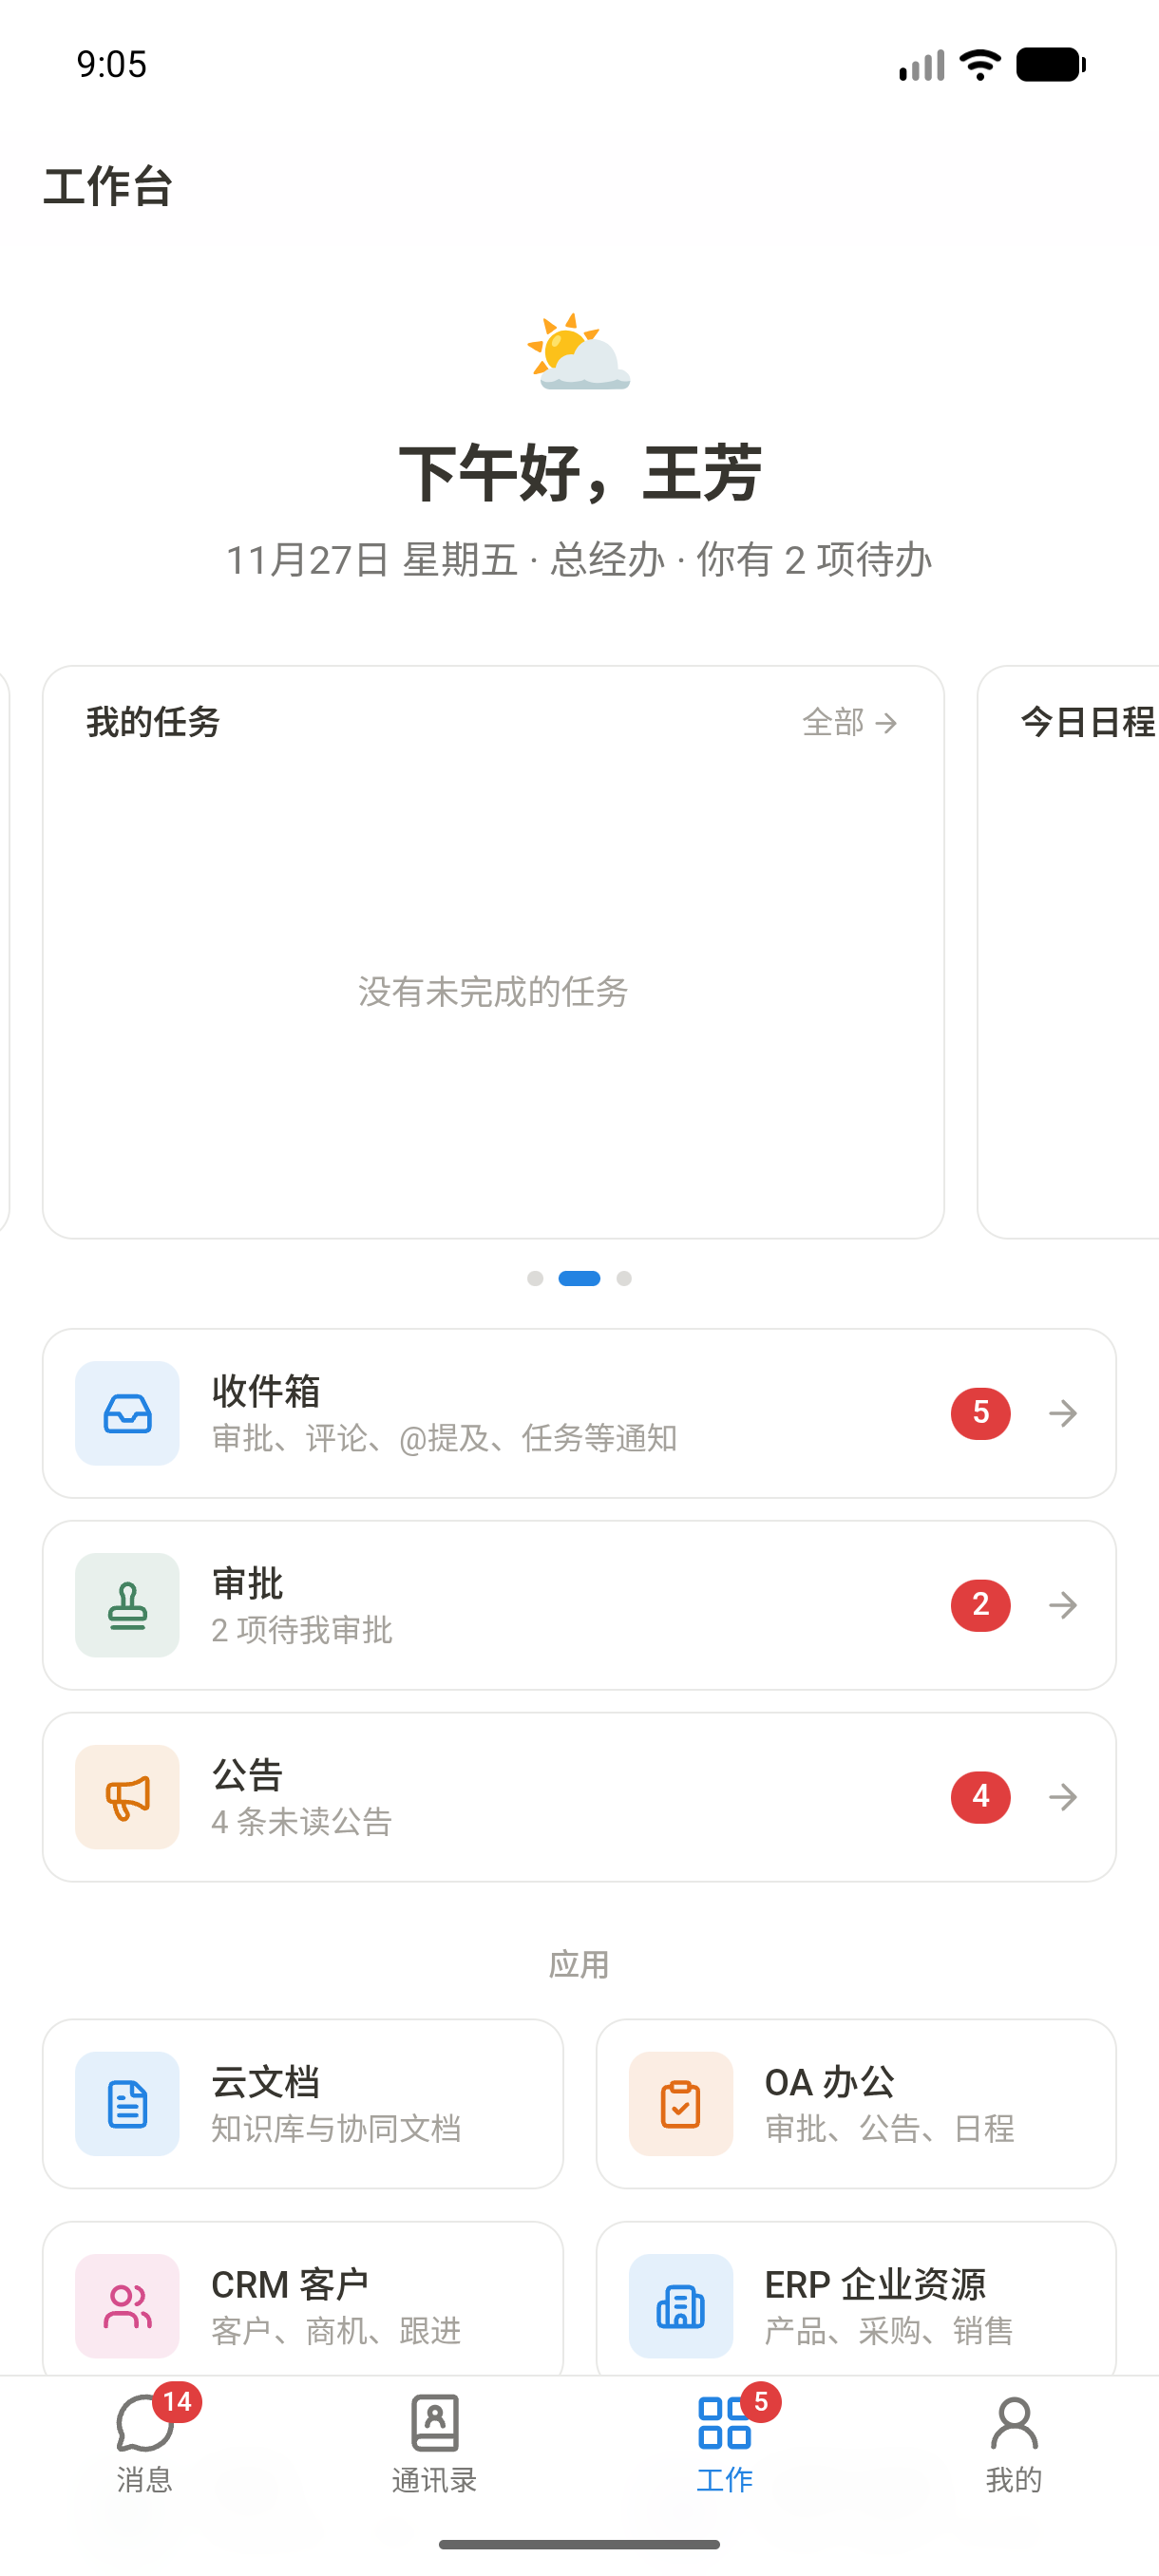 9:05
工作台
下午好，王芳
11月27日 星期五 · 总经办 · 你有 2 项待办
我的任务
全部
今日日程
没有未完成的任务
收件箱
审批、评论、@提及、任务等通知
5
审批
2 项待我审批
2
公告
4 条未读公告
4
应用
云文档
知识库与协同文档
OA 办公
审批、公告、日程
CRM 客户
客户、商机、跟进
ERP 企业资源
产品、采购、销售
14
消息
通讯录
5
工作
我的